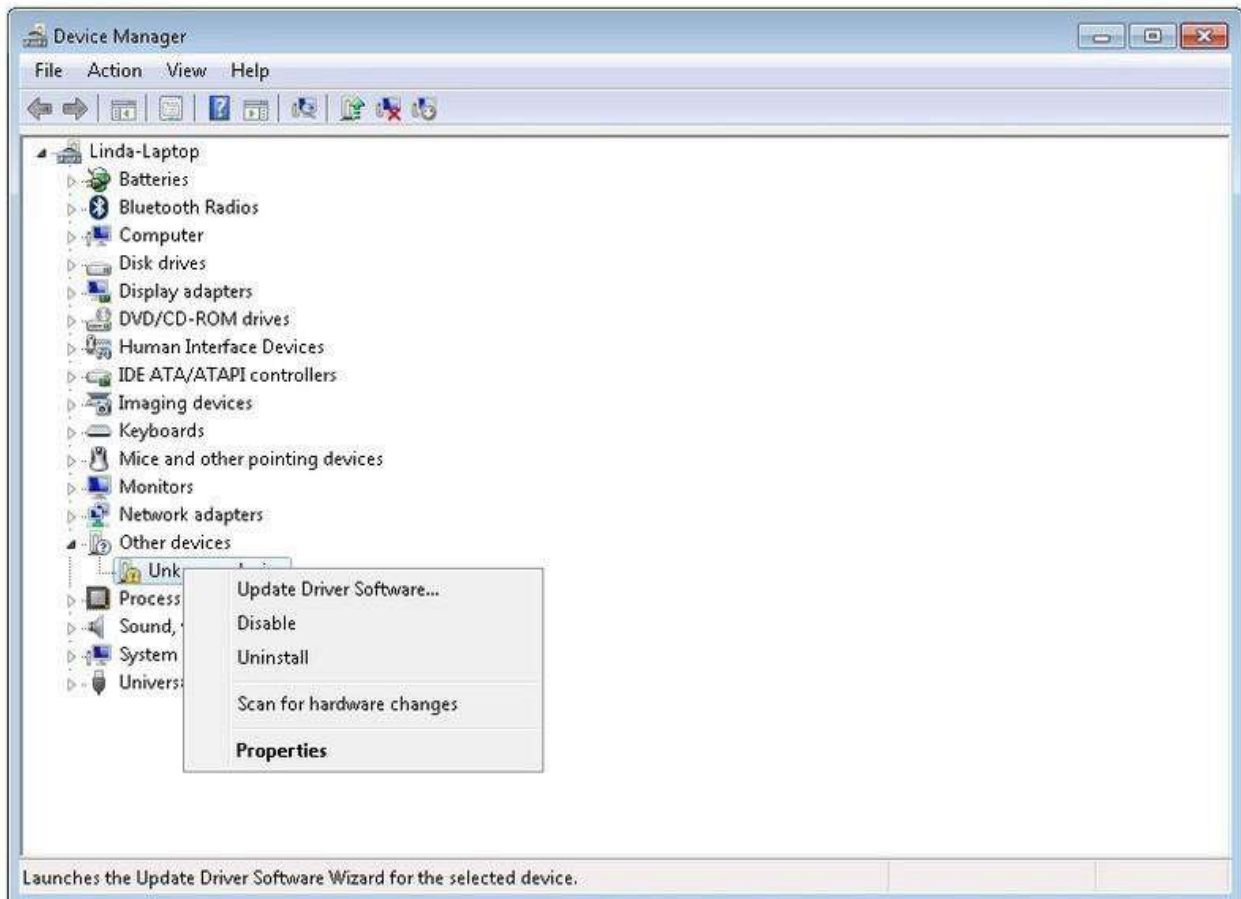 Device Manager
File Action View Help
Linda-Laptop
Batteries
Bluetooth Radios
Computer
Disk drives
Display adapters
DVD/CD-ROM drives
Human Interface Devices
IDE ATA/ATAPI controllers
Imaging devices
Keyboards
Mice and other pointing devices
Monitors
Network adapters
Other devices
Unk
Process
Sound,
System
Univers
Update Driver Software...
Disable
Uninstall
Scan for hardware changes
Properties
Launches the Update Driver Software Wizard for the selected device.